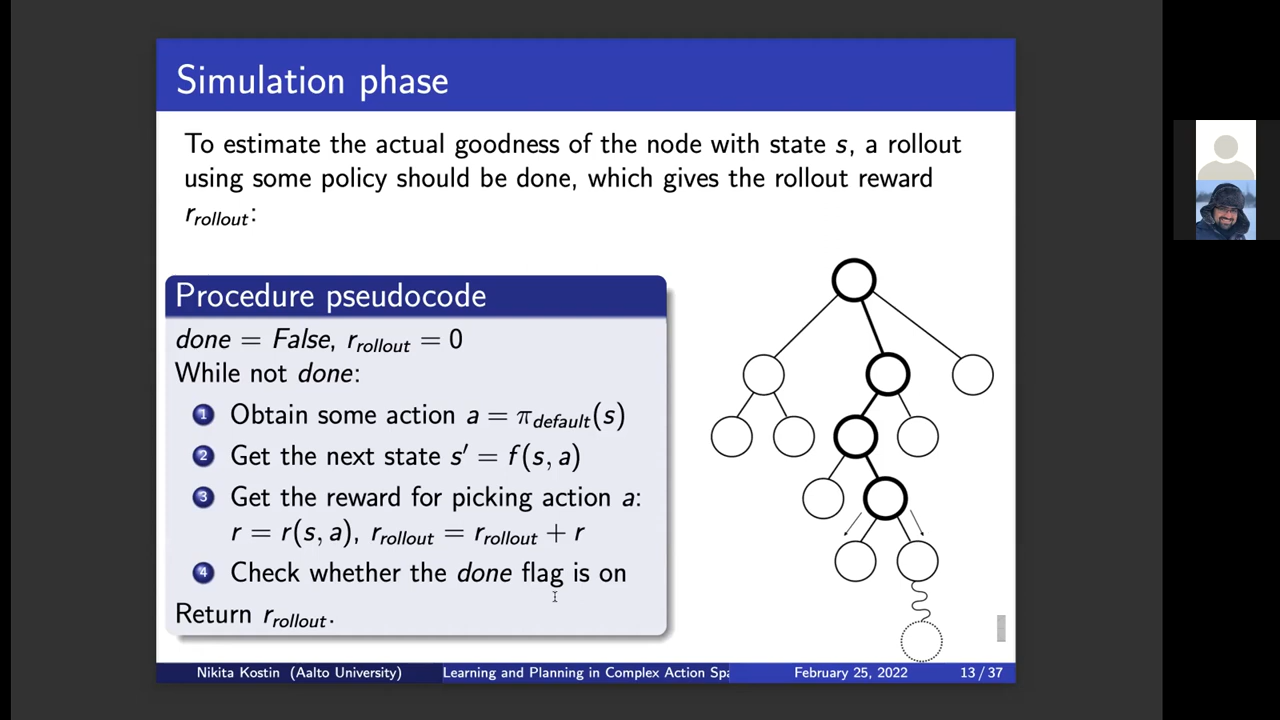 Simulation phase
To estimate the actual goodness of the node with state s, a rollout
using some policy should be done, which gives the rollout reward
r_rollout:
Procedure pseudocode
done = False, r_rollout = 0
While not done:
1 Obtain some action a = π_default(s)
2 Get the next state s′ = f(s, a)
3 Get the reward for picking action a:
r = r(s, a), r_rollout = r_rollout + r
4 Check whether the done flag is on
Return r_rollout.
Nikita Kostin (Aalto University) Learning and Planning in Complex Action Spa February 25, 2022 13 / 37